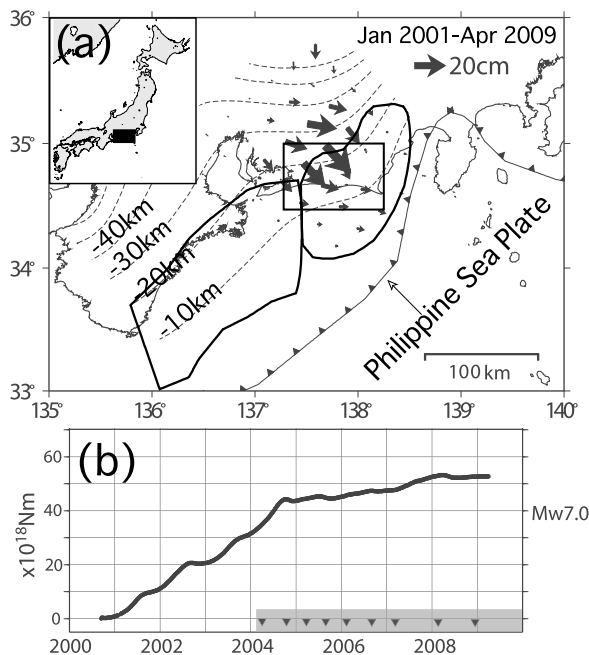 36°
(a)
Jan 2001-Apr 2009
20cm
35°
-40km
-30km
-20km
-10km
34°
Philippine Sea Plate
100 km
33°
135°
136°
137°
138°
139°
140°
(b)
60
40
20
0
x10¹⁸Nm
Mw7.0
2000
2002
2004
2006
2008